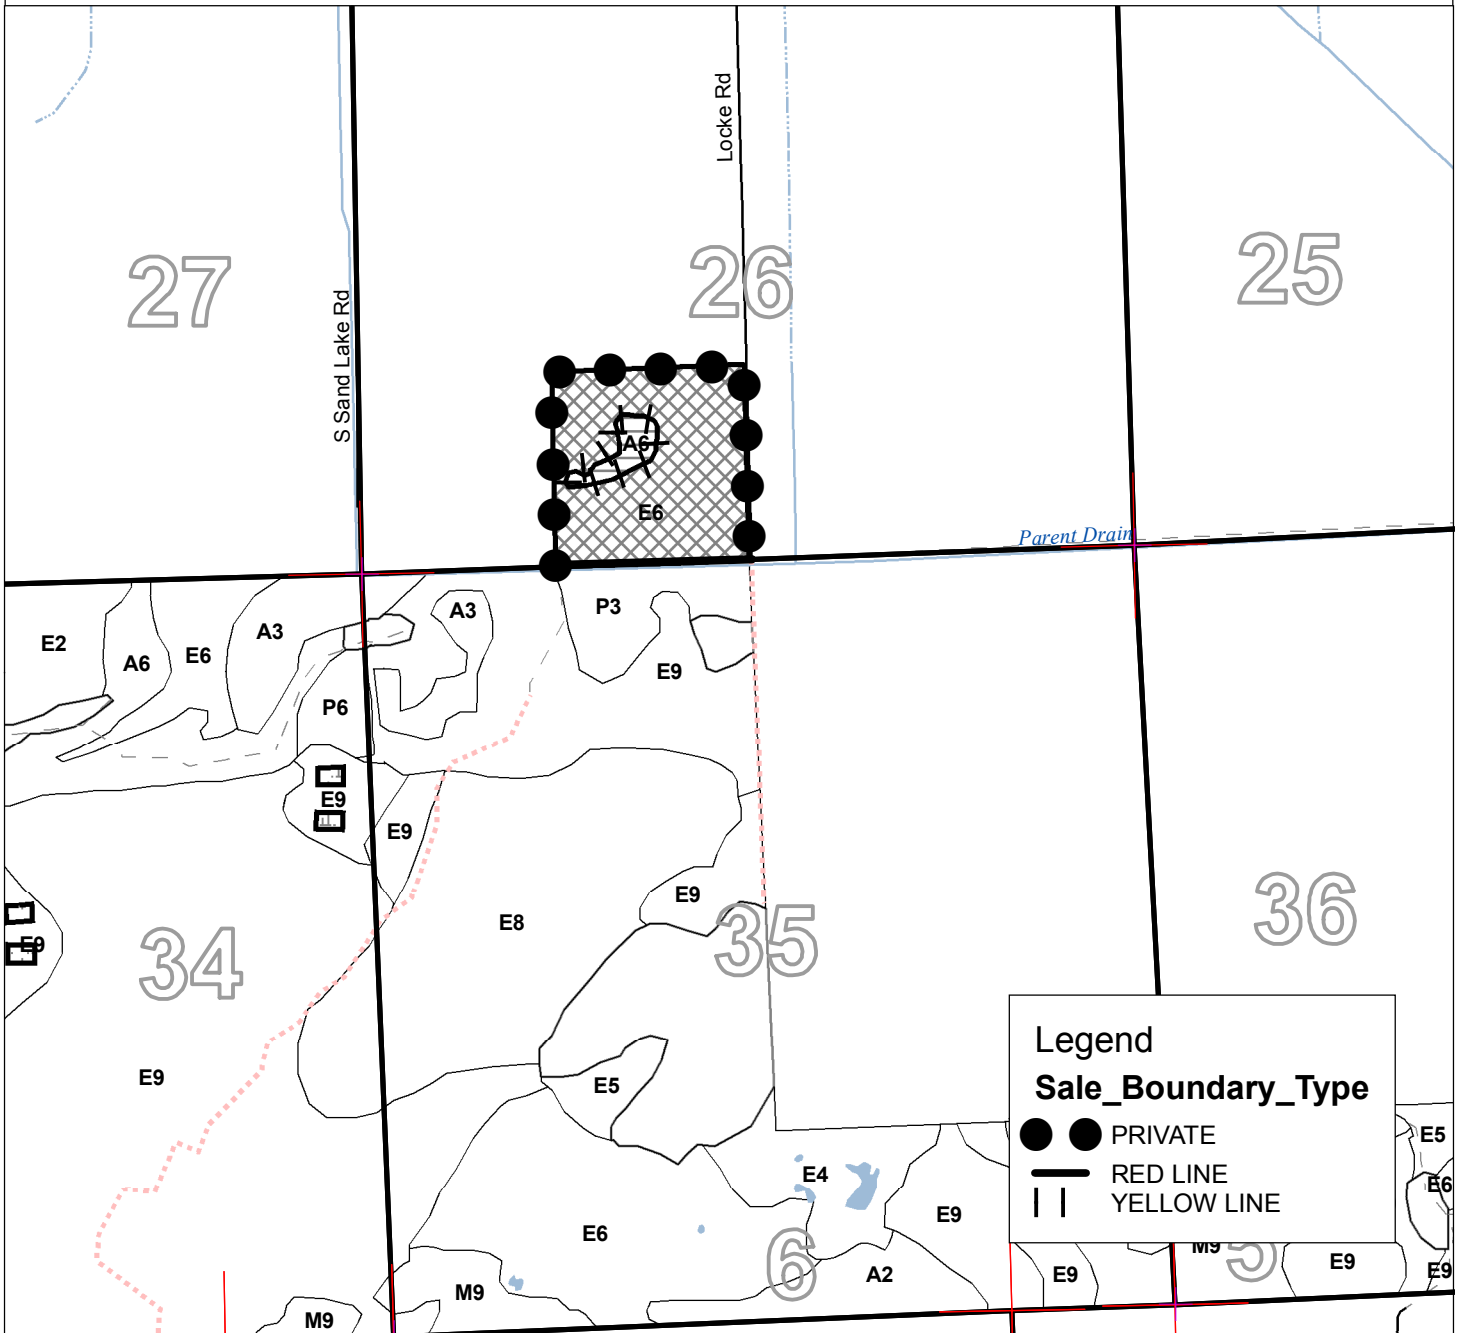 Locke Rd
27
26
25
S Sand Lake Rd
A6
E6
Parent Drain
E2
A6
E6
A3
A3
P3
E9
P6
E9
E9
E9
E8
E9
34
35
36
E9
E5
Legend
Sale_Boundary_Type
PRIVATE
RED LINE
YELLOW LINE
E5
E4
E6
E9
E6
6
A2
M9
5
E9
E9
E9
M9
M9